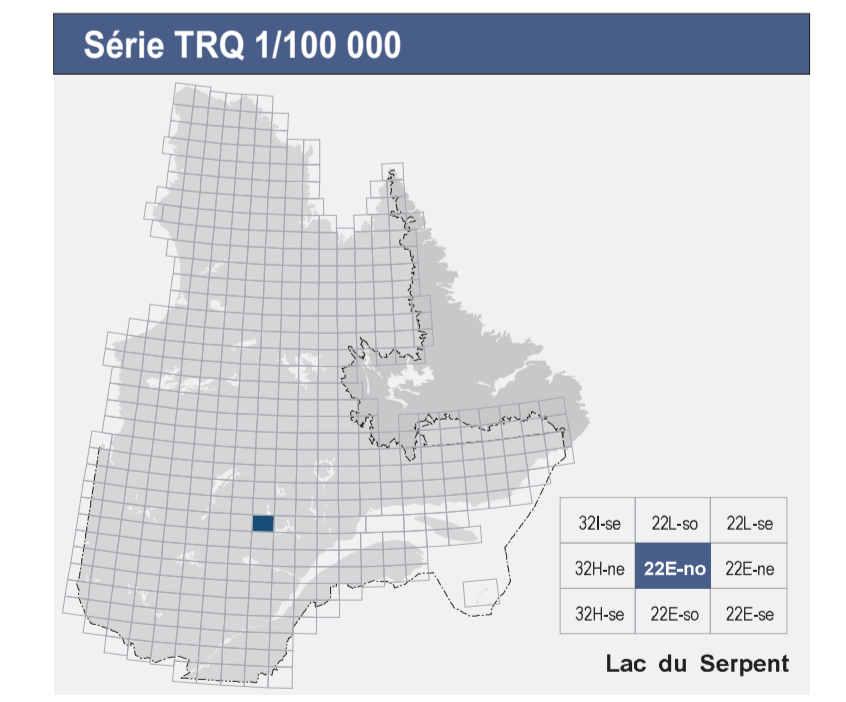 Série TRQ 1/100 000
32I-se 22L-so 22L-se
32H-ne 22E-no 22E-ne
32H-se 22E-so 22E-se
Lac du Serpent